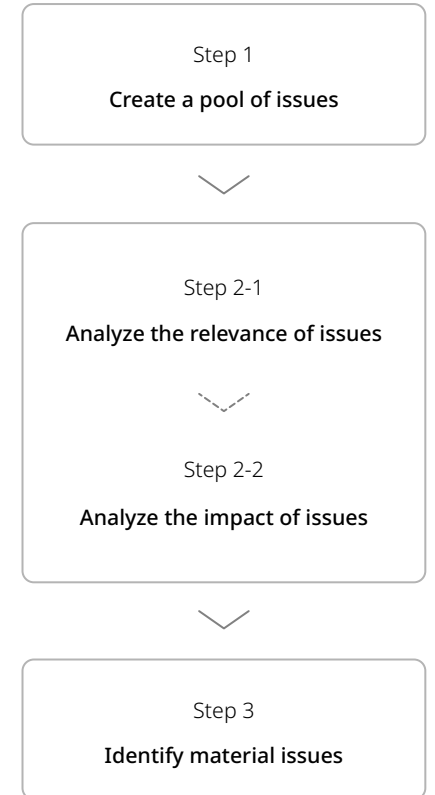 Step 1
Create a pool of issues
Step 2-1
Analyze the relevance of issues
Step 2-2
Analyze the impact of issues
Step 3
Identify material issues